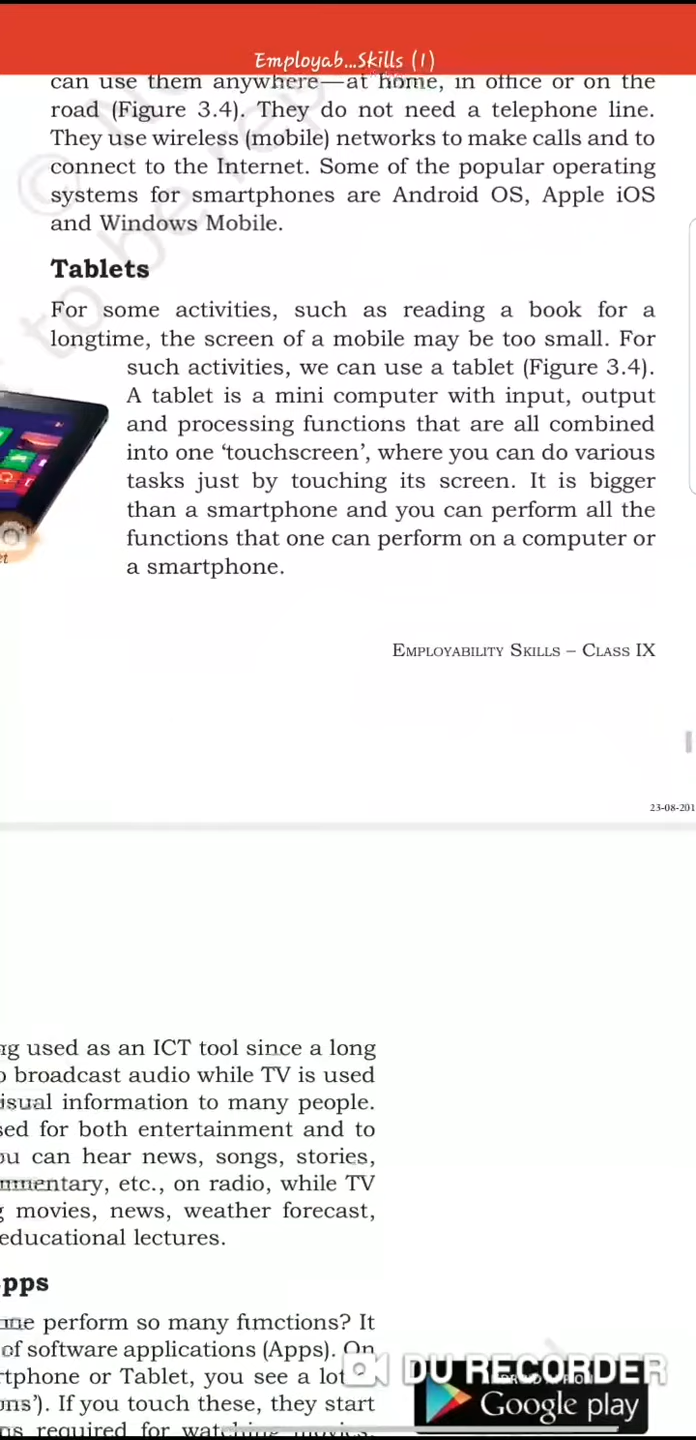 Employab...Skills (1)
can use them anywhere—at home, in office or on the
road (Figure 3.4). They do not need a telephone line.
They use wireless (mobile) networks to make calls and to
connect to the Internet. Some of the popular operating
systems for smartphones are Android OS, Apple iOS
and Windows Mobile.
Tablets
For some activities, such as reading a book for a
longtime, the screen of a mobile may be too small. For
such activities, we can use a tablet (Figure 3.4).
A tablet is a mini computer with input, output
and processing functions that are all combined
into one ‘touchscreen’, where you can do various
tasks just by touching its screen. It is bigger
than a smartphone and you can perform all the
functions that one can perform on a computer or
a smartphone.
EMPLOYABILITY SKILLS – CLASS IX
23-08-201
used as an ICT tool since a long
broadcast audio while TV is used
information to many people.
for both entertainment and to
can hear news, songs, stories,
etc., on radio, while TV
movies, news, weather forecast,
educational lectures.
perform so many functions? It
of software applications (Apps). On
or Tablet, you see a lot
If you touch these, they start
required for watching movies,
DU RECORDER
Google play